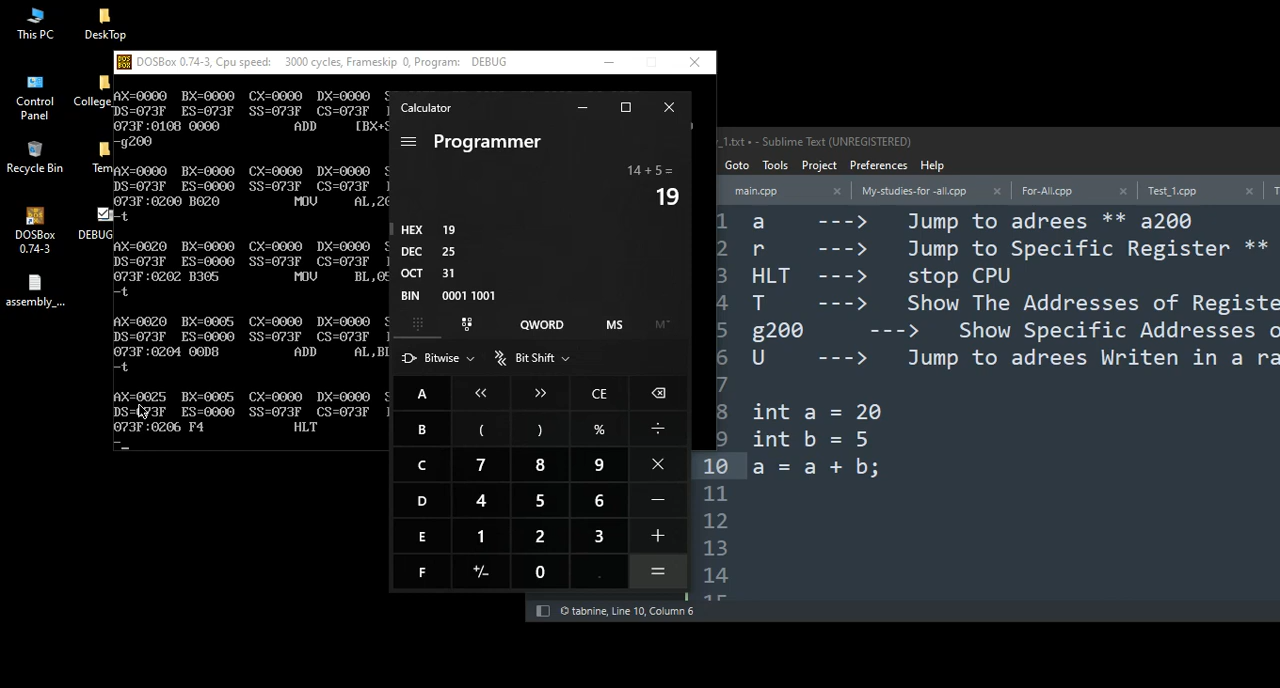 This PC
DeskTop
Control Panel
College
Recycle Bin
Tem
DOSBox 0.74-3
DEBUG
assembly_...
DOSBox 0.74-3, Cpu speed: 3000 cycles, Frameskip 0, Program: DEBUG
AX=0000 BX=0000 CX=0000 DX=0000
DS=073F ES=073F SS=073F CS=073F
073F:0108 0000 ADD [BX+S
-g200
AX=0000 BX=0000 CX=0000 DX=0000
DS=073F ES=0000 SS=073F CS=073F
073F:0200 B020 MOV AL,20
-t
AX=0020 BX=0000 CX=0000 DX=0000
DS=073F ES=0000 SS=073F CS=073F
073F:0202 B305 MOV BL,05
-t
AX=0020 BX=0005 CX=0000 DX=0000
DS=073F ES=0000 SS=073F CS=073F
073F:0204 00D8 ADD AL,BL
-t
AX=0025 BX=0005 CX=0000 DX=0000
DS=073F ES=0000 SS=073F CS=073F
073F:0206 F4 HLT
-_
Calculator
Programmer
14 + 5 =
19
HEX 19
DEC 25
OCT 31
BIN 0001 1001
QWORD MS M
Bitwise Bit Shift
A << >> CE
B ( ) % ÷
C 7 8 9 ×
D 4 5 6 −
E 1 2 3 +
F +/- 0 . =
_1.txt • - Sublime Text (UNREGISTERED)
Goto Tools Project Preferences Help
main.cpp × My-studies-for -all.cpp × For-All.cpp × Test_1.cpp × T
1 a ---> Jump to adrees ** a200
2 r ---> Jump to Specific Register **
3 HLT ---> stop CPU
4 T ---> Show The Addresses of Registe
5 g200 ---> Show Specific Addresses o
6 U ---> Jump to adrees Writen in a ra
7
8 int a = 20
9 int b = 5
10 a = a + b;
11
12
13
14
15
tabnine, Line 10, Column 6